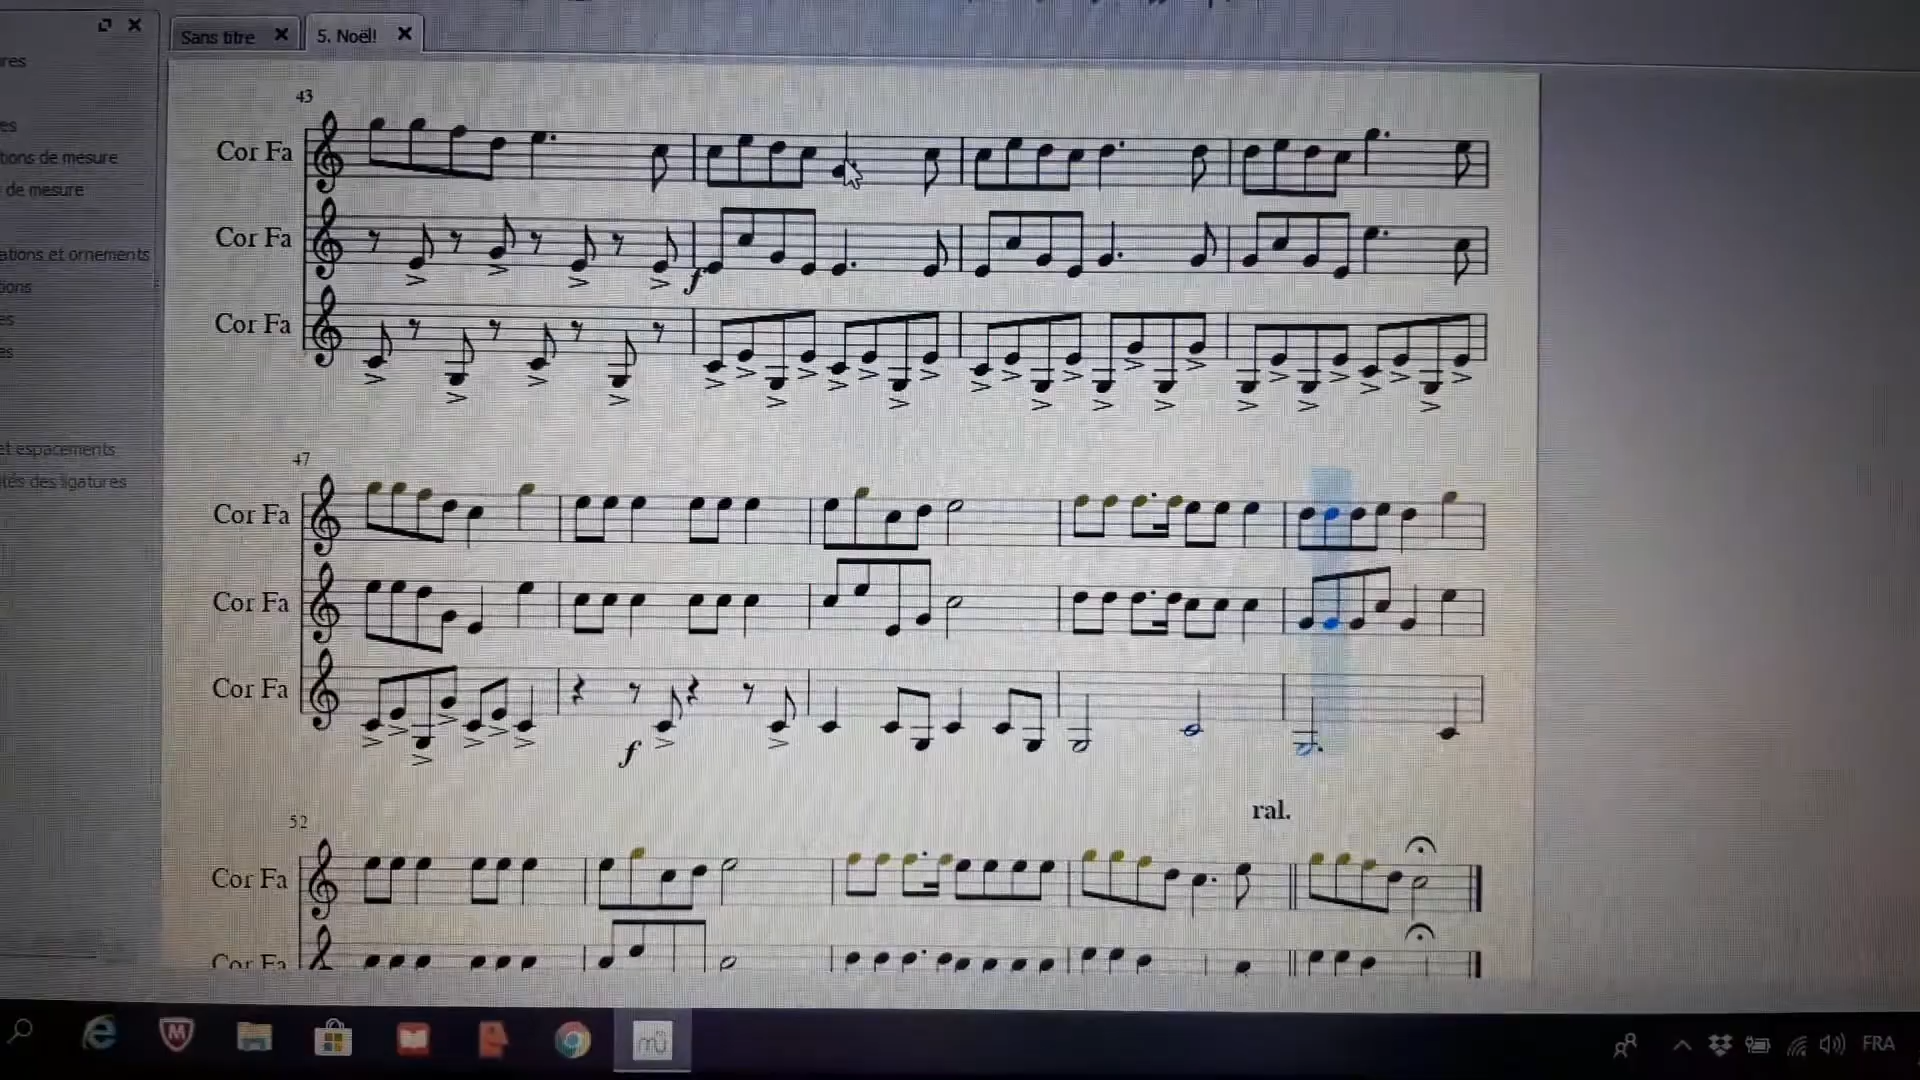 Sans titre
5. Noël!
res
es
tions de mesure
de mesure
ations et ornements
ions
es
es
et espacements
tés des ligatures
43
Cor Fa
Cor Fa
f
Cor Fa
47
Cor Fa
Cor Fa
Cor Fa
f
ral.
52
Cor Fa
Cor Fa
FRA